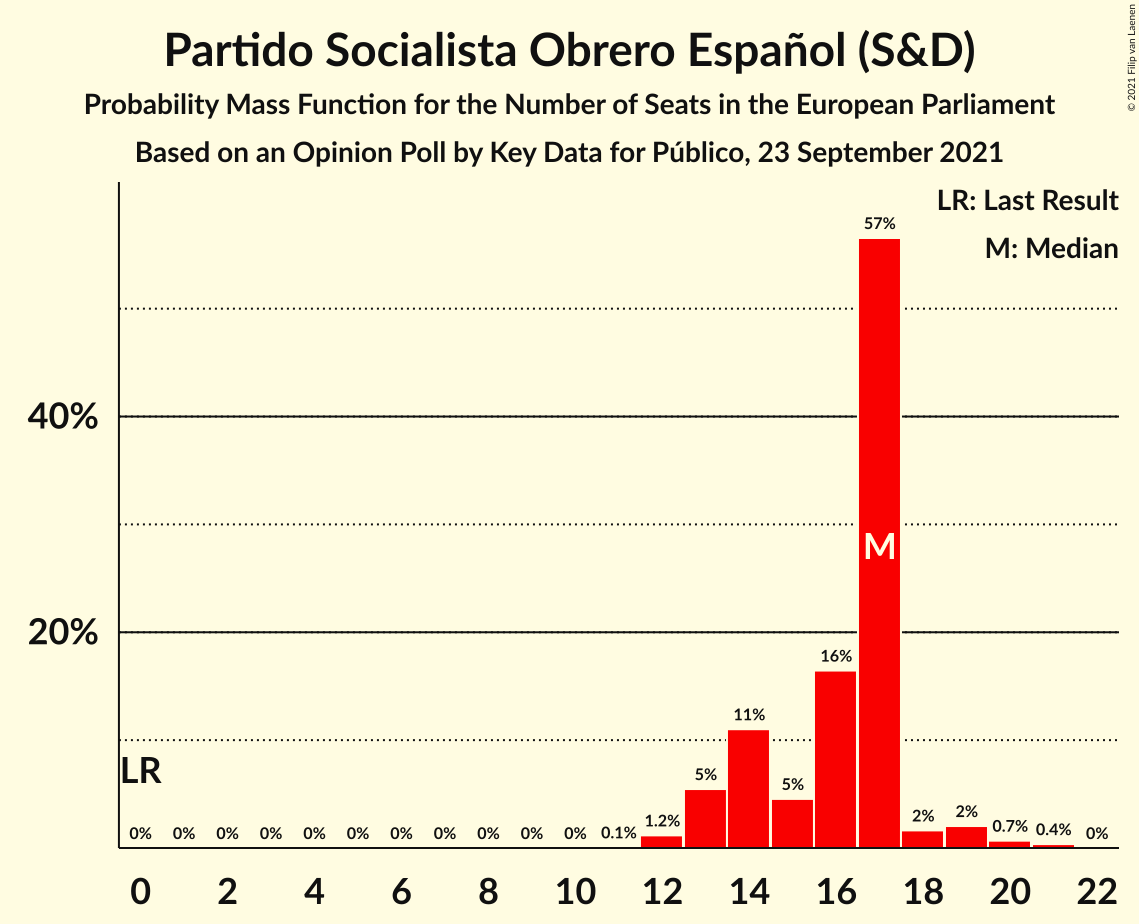 Partido Socialista Obrero Español (S&D)
Probability Mass Function for the Number of Seats in the European Parliament
Based on an Opinion Poll by Key Data for Público, 23 September 2021
© 2021 Filip van Laenen
LR: Last Result
M: Median
57%
40%
M
20%
16%
11%
LR
5%
5%
0% 0% 0% 0% 0% 0% 0% 0% 0% 0% 0% 0.1% 1.2% 2% 2% 0.7% 0.4% 0%
0 2 4 6 8 10 12 14 16 18 20 22